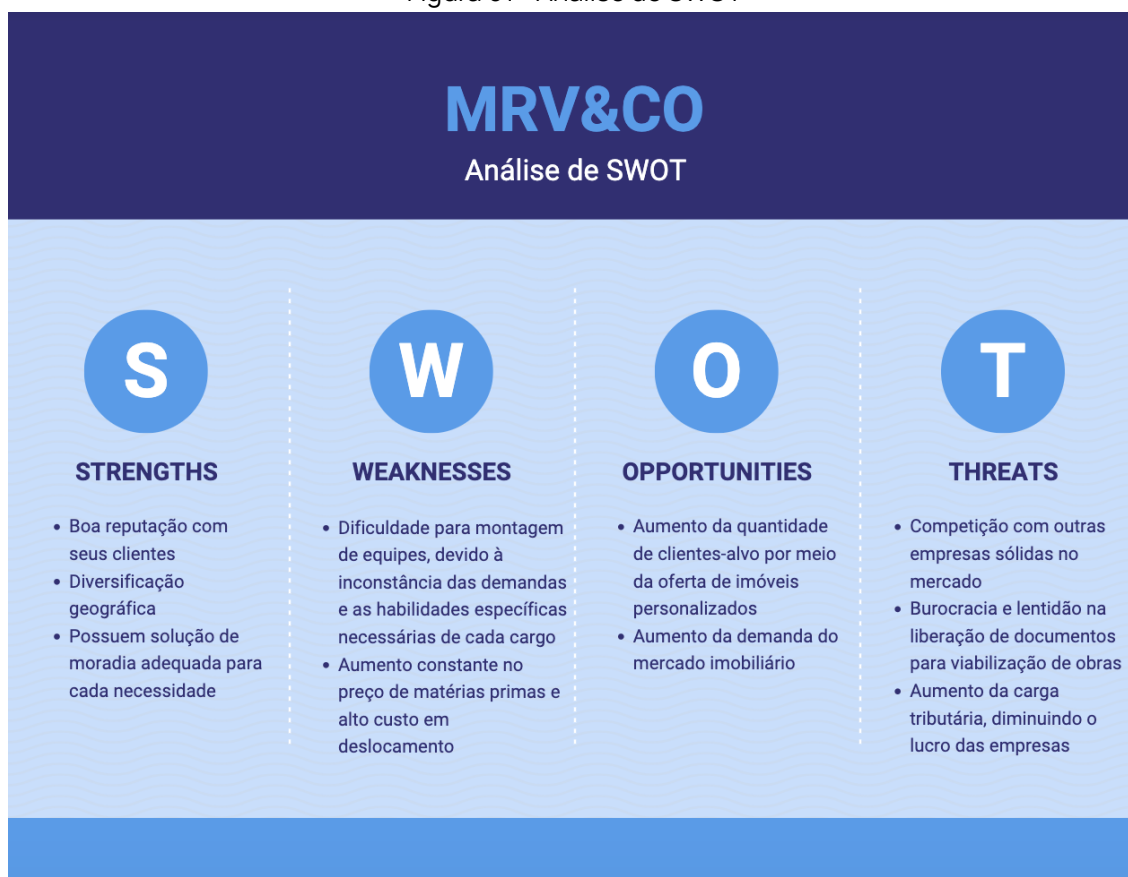 MRV&CO
Análise de SWOT
S
STRENGTHS
• Boa reputação com
seus clientes
• Diversificação
geográfica
• Possuem solução de
moradia adequada para
cada necessidade
W
WEAKNESSES
• Dificuldade para montagem
de equipes, devido à
inconstância das demandas
e as habilidades específicas
necessárias de cada cargo
• Aumento constante no
preço de matérias primas e
alto custo em
deslocamento
O
OPPORTUNITIES
• Aumento da quantidade
de clientes-alvo por meio
da oferta de imóveis
personalizados
• Aumento da demanda do
mercado imobiliário
T
THREATS
• Competição com outras
empresas sólidas no
mercado
• Burocracia e lentidão na
liberação de documentos
para viabilização de obras
• Aumento da carga
tributária, diminuindo o
lucro das empresas